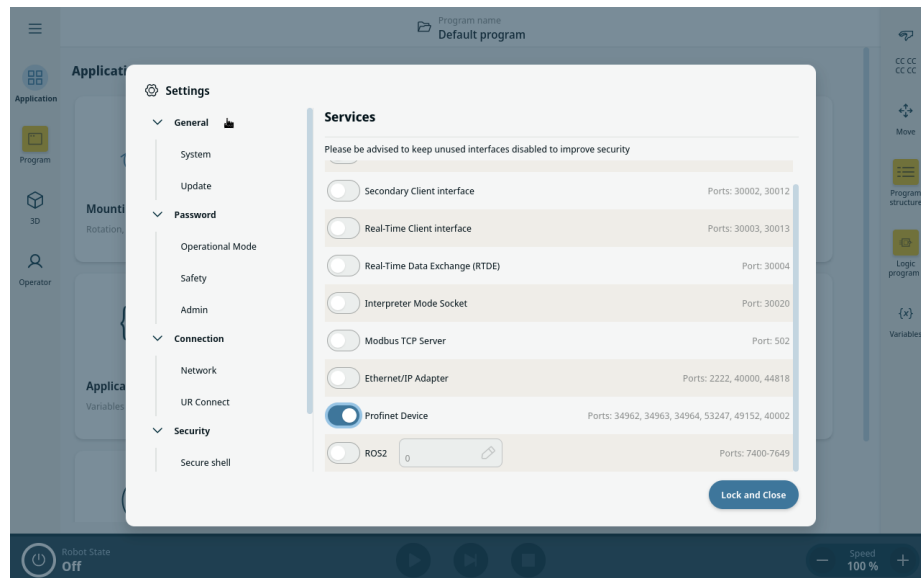 Program name
Default program
Applicati
Application
Program
3D
Operator
Mounti
Rotation,
Applica
Variables
Settings
General
System
Update
Password
Operational Mode
Safety
Admin
Connection
Network
UR Connect
Security
Secure shell
Services
Please be advised to keep unused interfaces disabled to improve security
Secondary Client interface
Ports: 30002, 30012
Real-Time Client interface
Ports: 30003, 30013
Real-Time Data Exchange (RTDE)
Port: 30004
Interpreter Mode Socket
Port: 30020
Modbus TCP Server
Port: 502
Ethernet/IP Adapter
Ports: 2222, 40000, 44818
Profinet Device
Ports: 34962, 34963, 34964, 53247, 49152, 40002
ROS2
0
Ports: 7400-7649
Lock and Close
CC CC
CC CC
Move
Program
structure
Logic
program
{x}
Variables
Robot State
Off
Speed
100 %